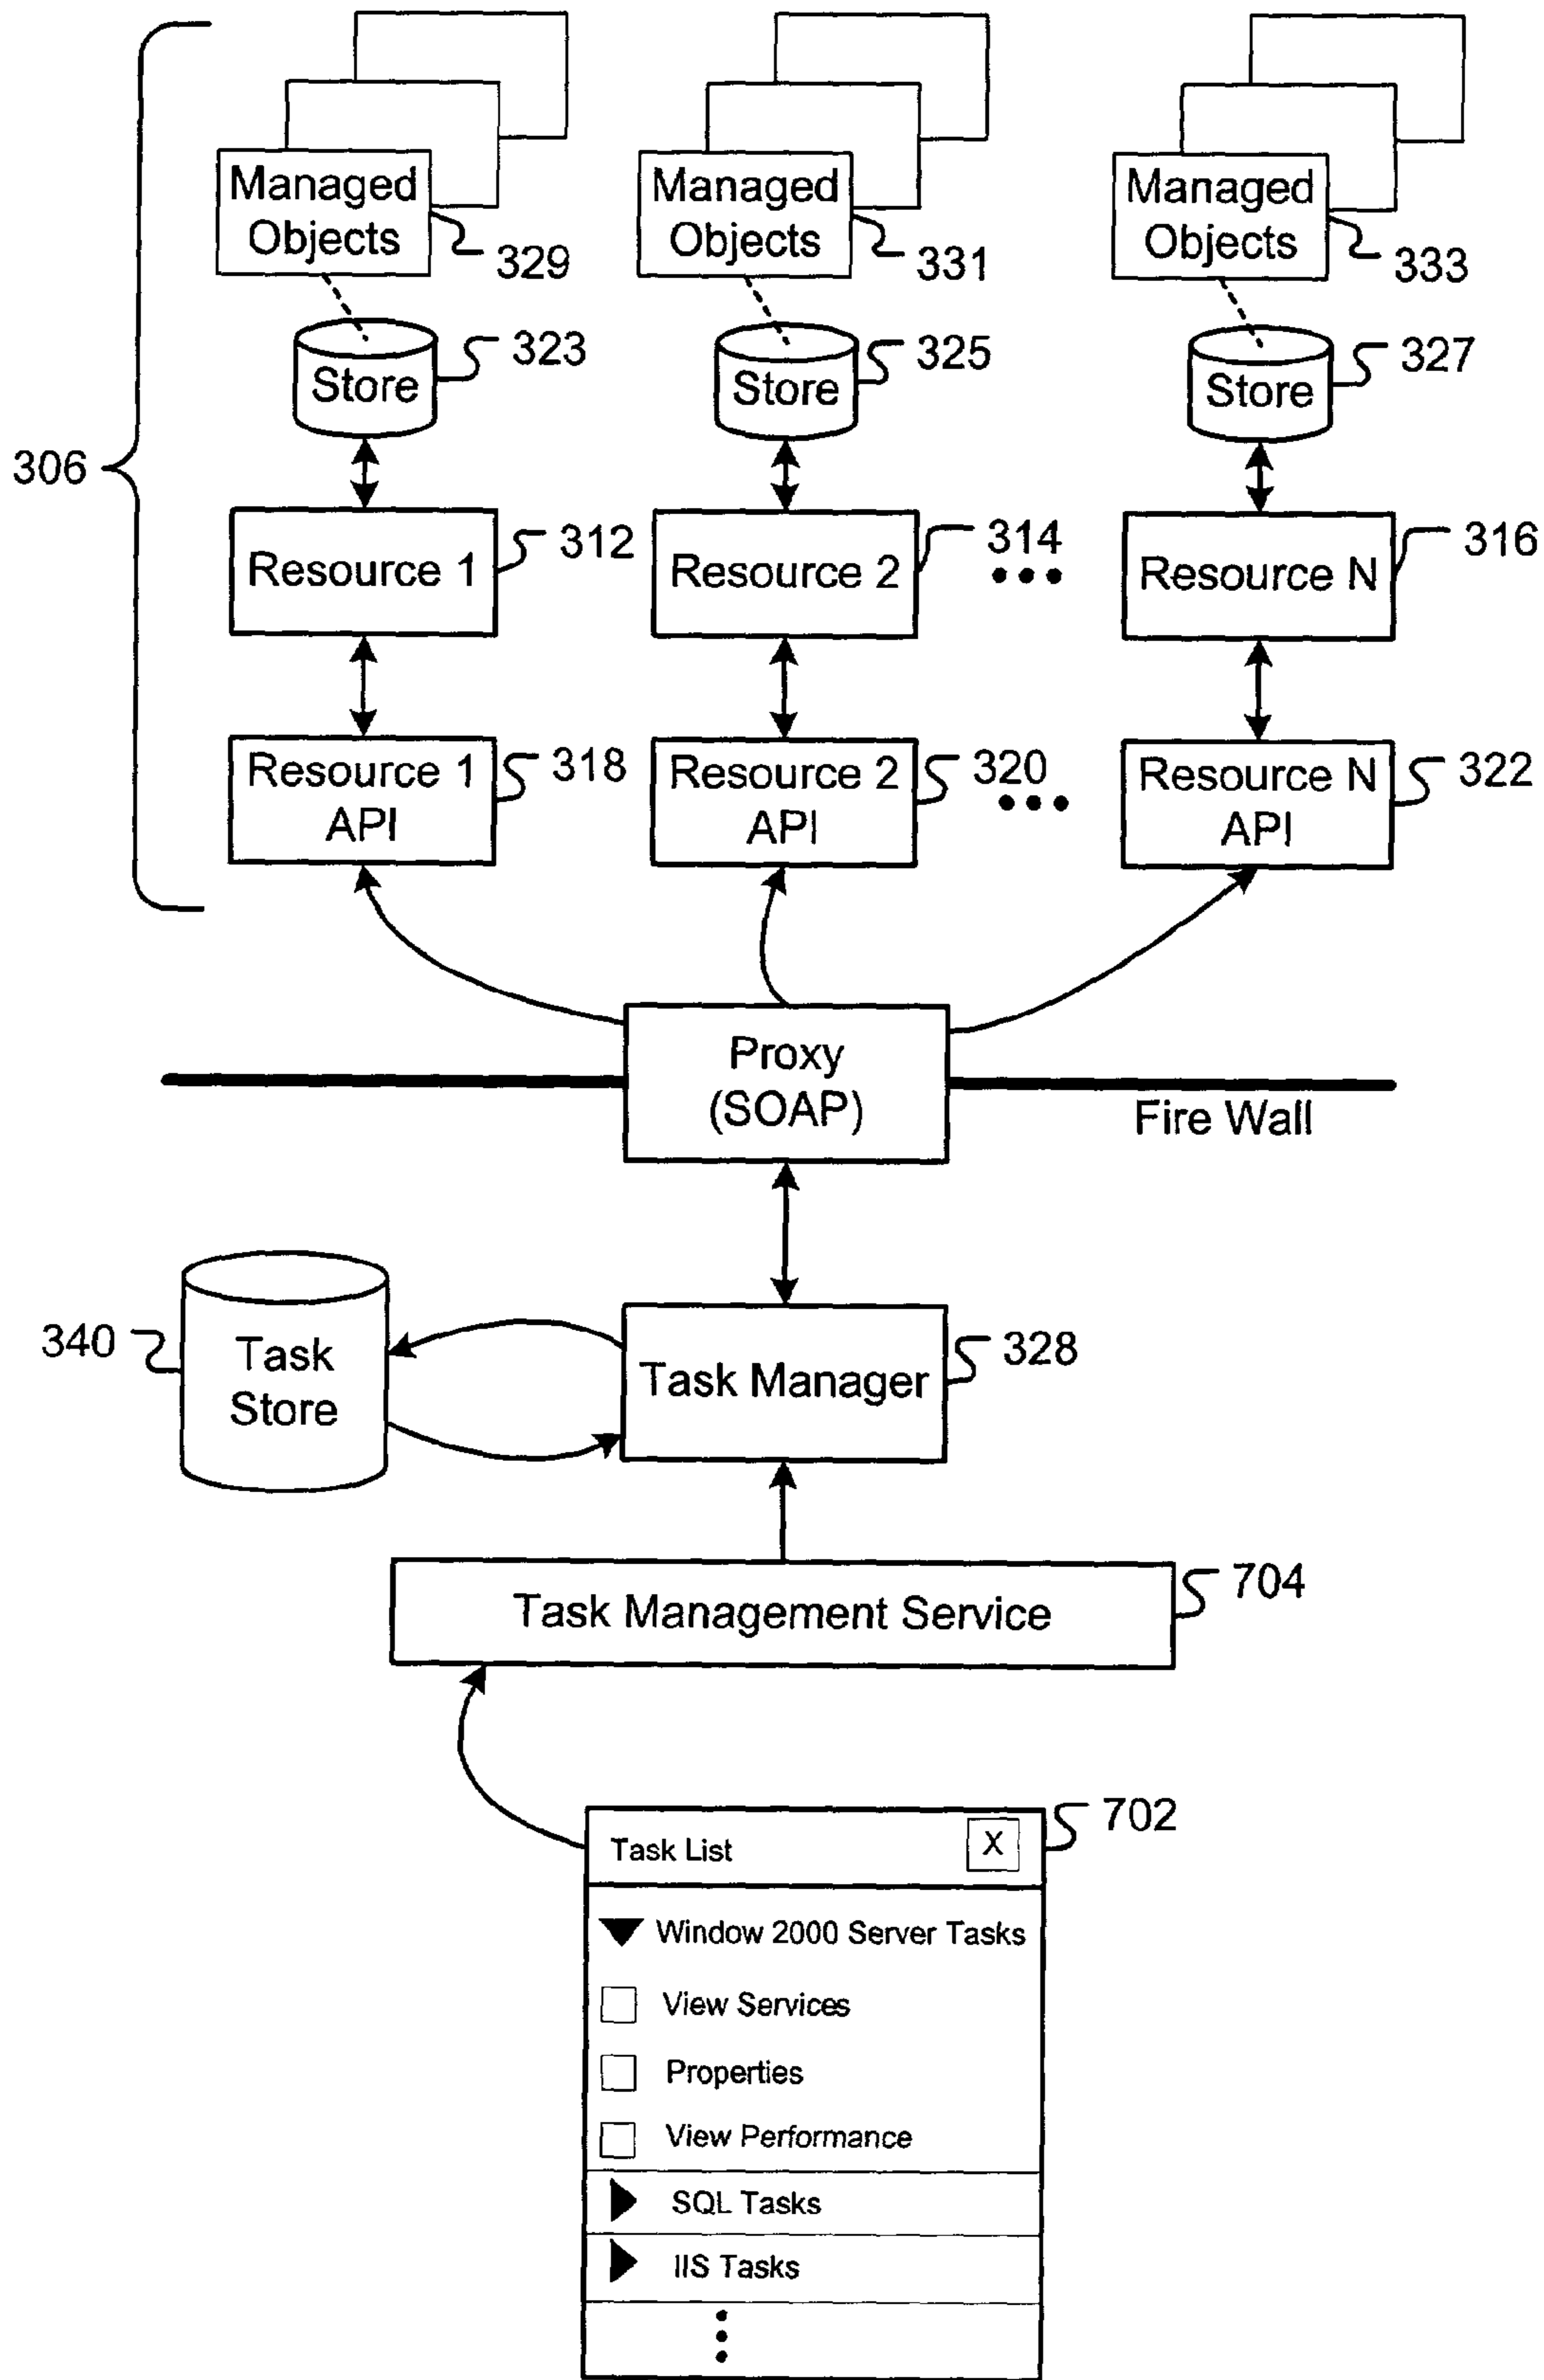 Managed
Objects
329
Managed
Objects
331
Managed
Objects
333
Store
323
Store
325
Store
327
306
Resource 1
312
Resource 2
314
Resource N
316
Resource 1
API
318
Resource 2
API
320
Resource N
API
322
Proxy
(SOAP)
Fire Wall
340
Task
Store
Task Manager
328
Task Management Service
704
Task List
X
702
Window 2000 Server Tasks
View Services
Properties
View Performance
SQL Tasks
IIS Tasks